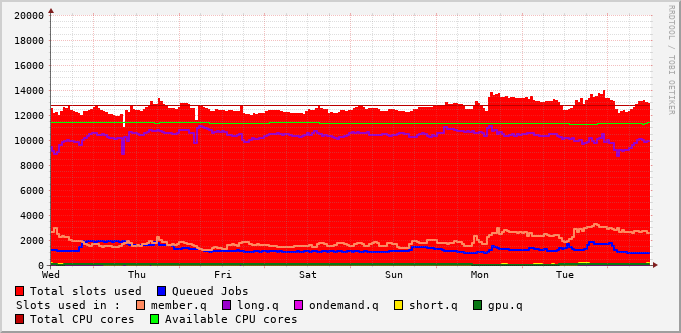 20000
18000
16000
14000
12000
10000
8000
6000
4000
2000
0
Wed Thu Fri Sat Sun Mon Tue
RRDTOOL / TOBI OETIKER
Total slots used Queued Jobs
Slots used in : member.q long.q ondemand.q short.q gpu.q
Total CPU cores Available CPU cores